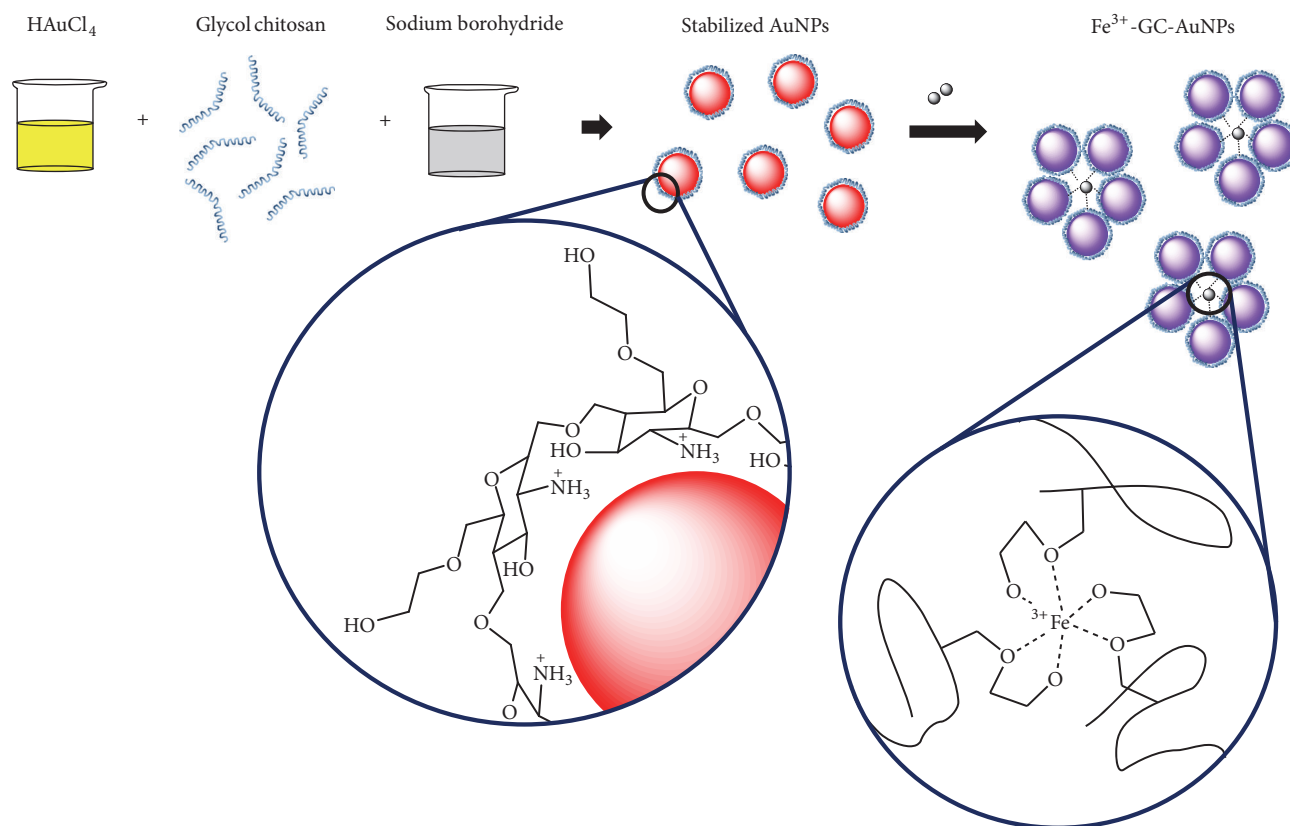 HAuCl₄
Glycol chitosan
Sodium borohydride
Stabilized AuNPs
Fe³⁺-GC-AuNPs
+
+
HO
O
O
O
O
HO
+
NH₃
HO
O
+
NH₃
O
HO
HO
O
+
NH₃
O
O
O
O
³⁺Fe
O
O
O